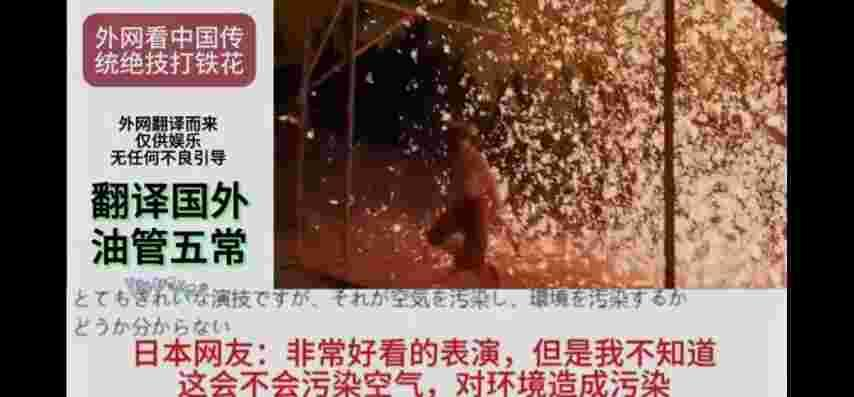 外网看中国传
统绝技打铁花
外网翻译而来
仅供娱乐
无任何不良引导
翻译国外
油管五常
とてもきれいな演技ですが、それが空気を汚染し、環境を汚染するか
どうか分からない
日本网友：非常好看的表演，但是我不知道
这会不会污染空气，对环境造成污染